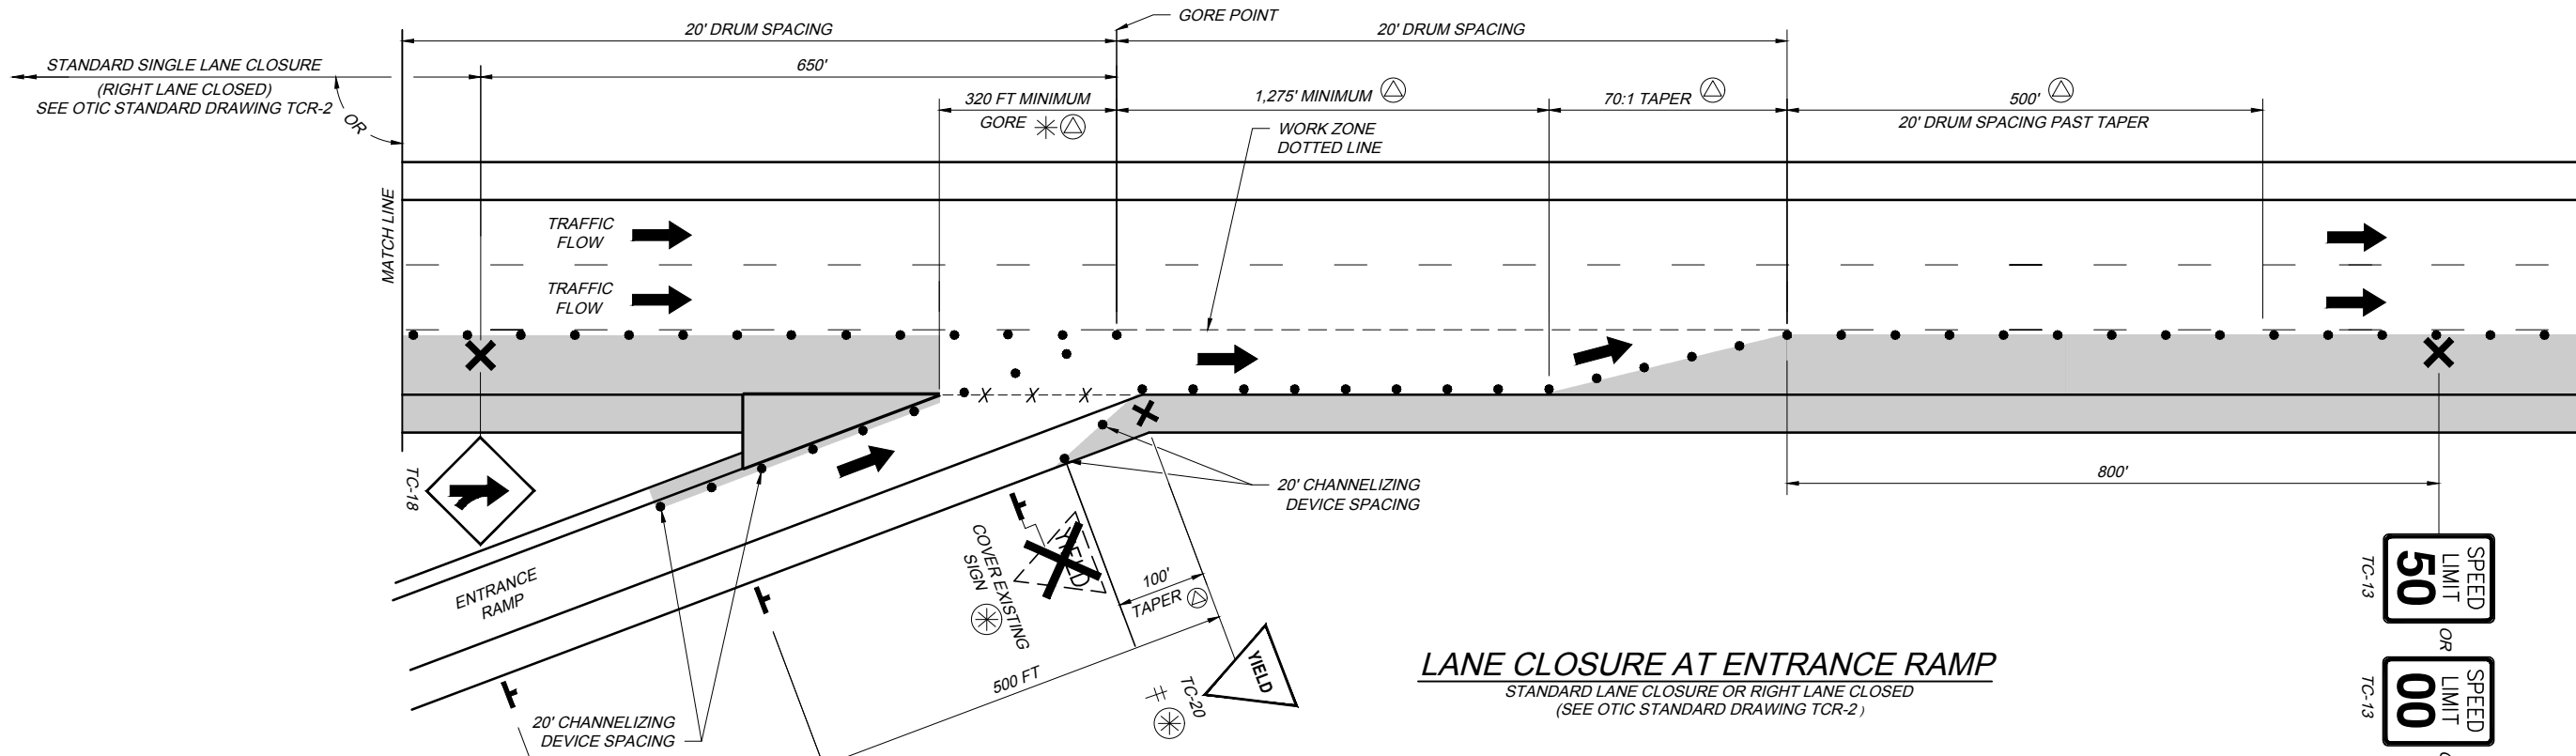 GORE POINT
20' DRUM SPACING
20' DRUM SPACING
STANDARD SINGLE LANE CLOSURE
(RIGHT LANE CLOSED)
SEE OTIC STANDARD DRAWING TCR-2
OR
650'
320 FT MINIMUM
GORE
1,275' MINIMUM
70:1 TAPER
500'
20' DRUM SPACING PAST TAPER
WORK ZONE
DOTTED LINE
MATCH LINE
TRAFFIC
FLOW
TRAFFIC
FLOW
X X X
TC-18
ENTRANCE
RAMP
20' CHANNELIZING
DEVICE SPACING
20' CHANNELIZING
DEVICE SPACING
COVER EXISTING
SIGN
YIELD
100'
TAPER
500 FT
YIELD
TC-20
800'
SPEED
LIMIT
50
TC-13
OR
SPEED
LIMIT
00
TC-13
LANE CLOSURE AT ENTRANCE RAMP
STANDARD LANE CLOSURE OR RIGHT LANE CLOSED
(SEE OTIC STANDARD DRAWING TCR-2)